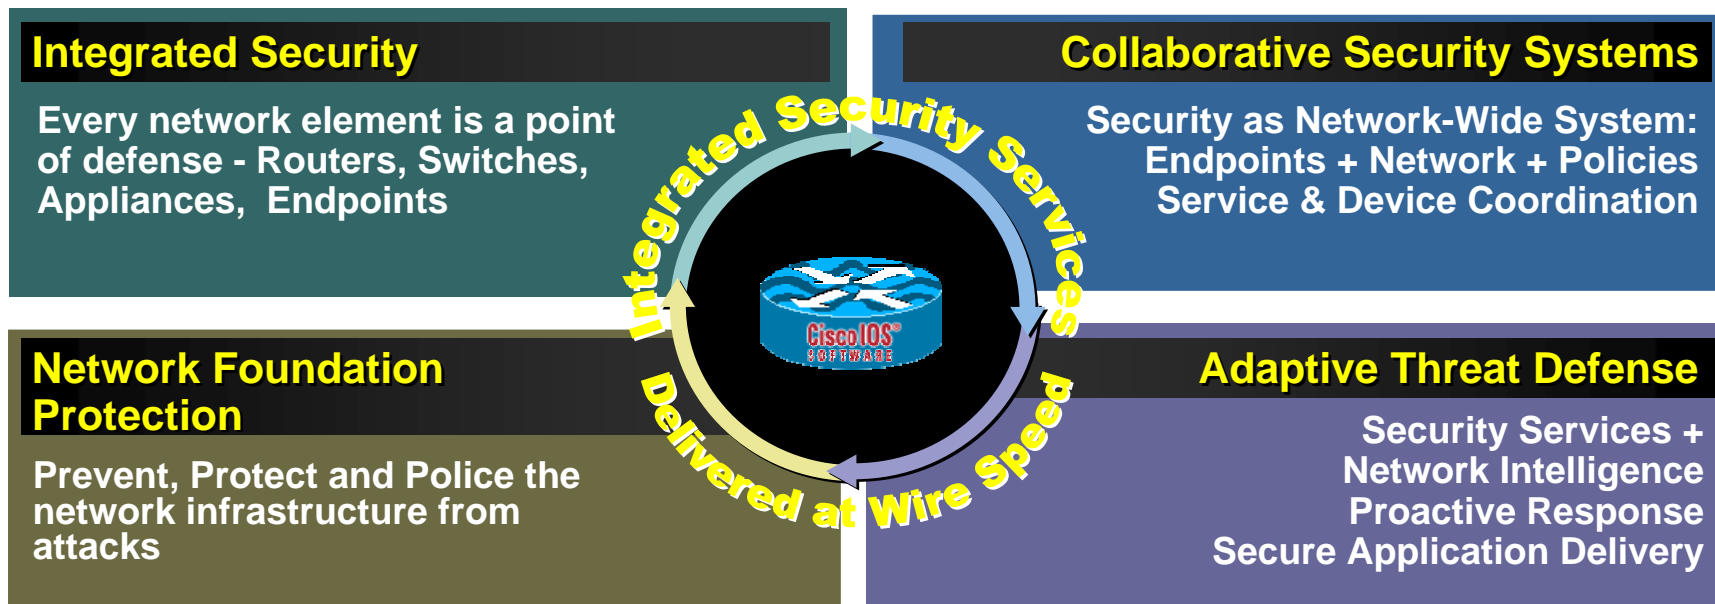 Integrated Security
Every network element is a point
of defense - Routers, Switches,
Appliances,  Endpoints
Collaborative Security Systems
Security as Network-Wide System:
Endpoints + Network + Policies
Service & Device Coordination
Integrated Security Services
Cisco IOS®
SOFTWARE
Delivered at Wire Speed
Network Foundation
Protection
Prevent, Protect and Police the
network infrastructure from
attacks
Adaptive Threat Defense
Security Services +
Network Intelligence
Proactive Response
Secure Application Delivery